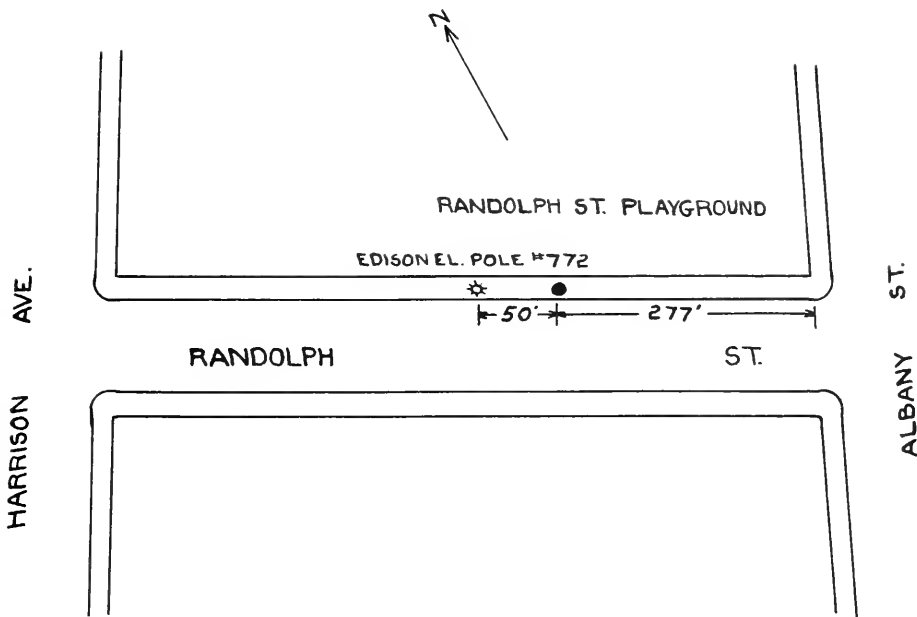 N
RANDOLPH ST. PLAYGROUND
EDISON EL. POLE #772
50'
277'
RANDOLPH ST.
HARRISON AVE.
ALBANY ST.